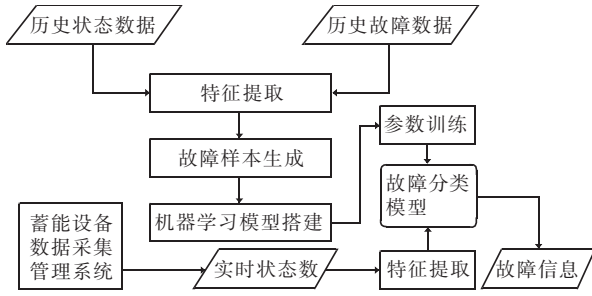 历史状态数据
历史故障数据
特征提取
参数训练
故障样本生成
故障分类
模型
机器学习模型搭建
蓄能设备
数据采集
管理系统
实时状态数
特征提取
故障信息